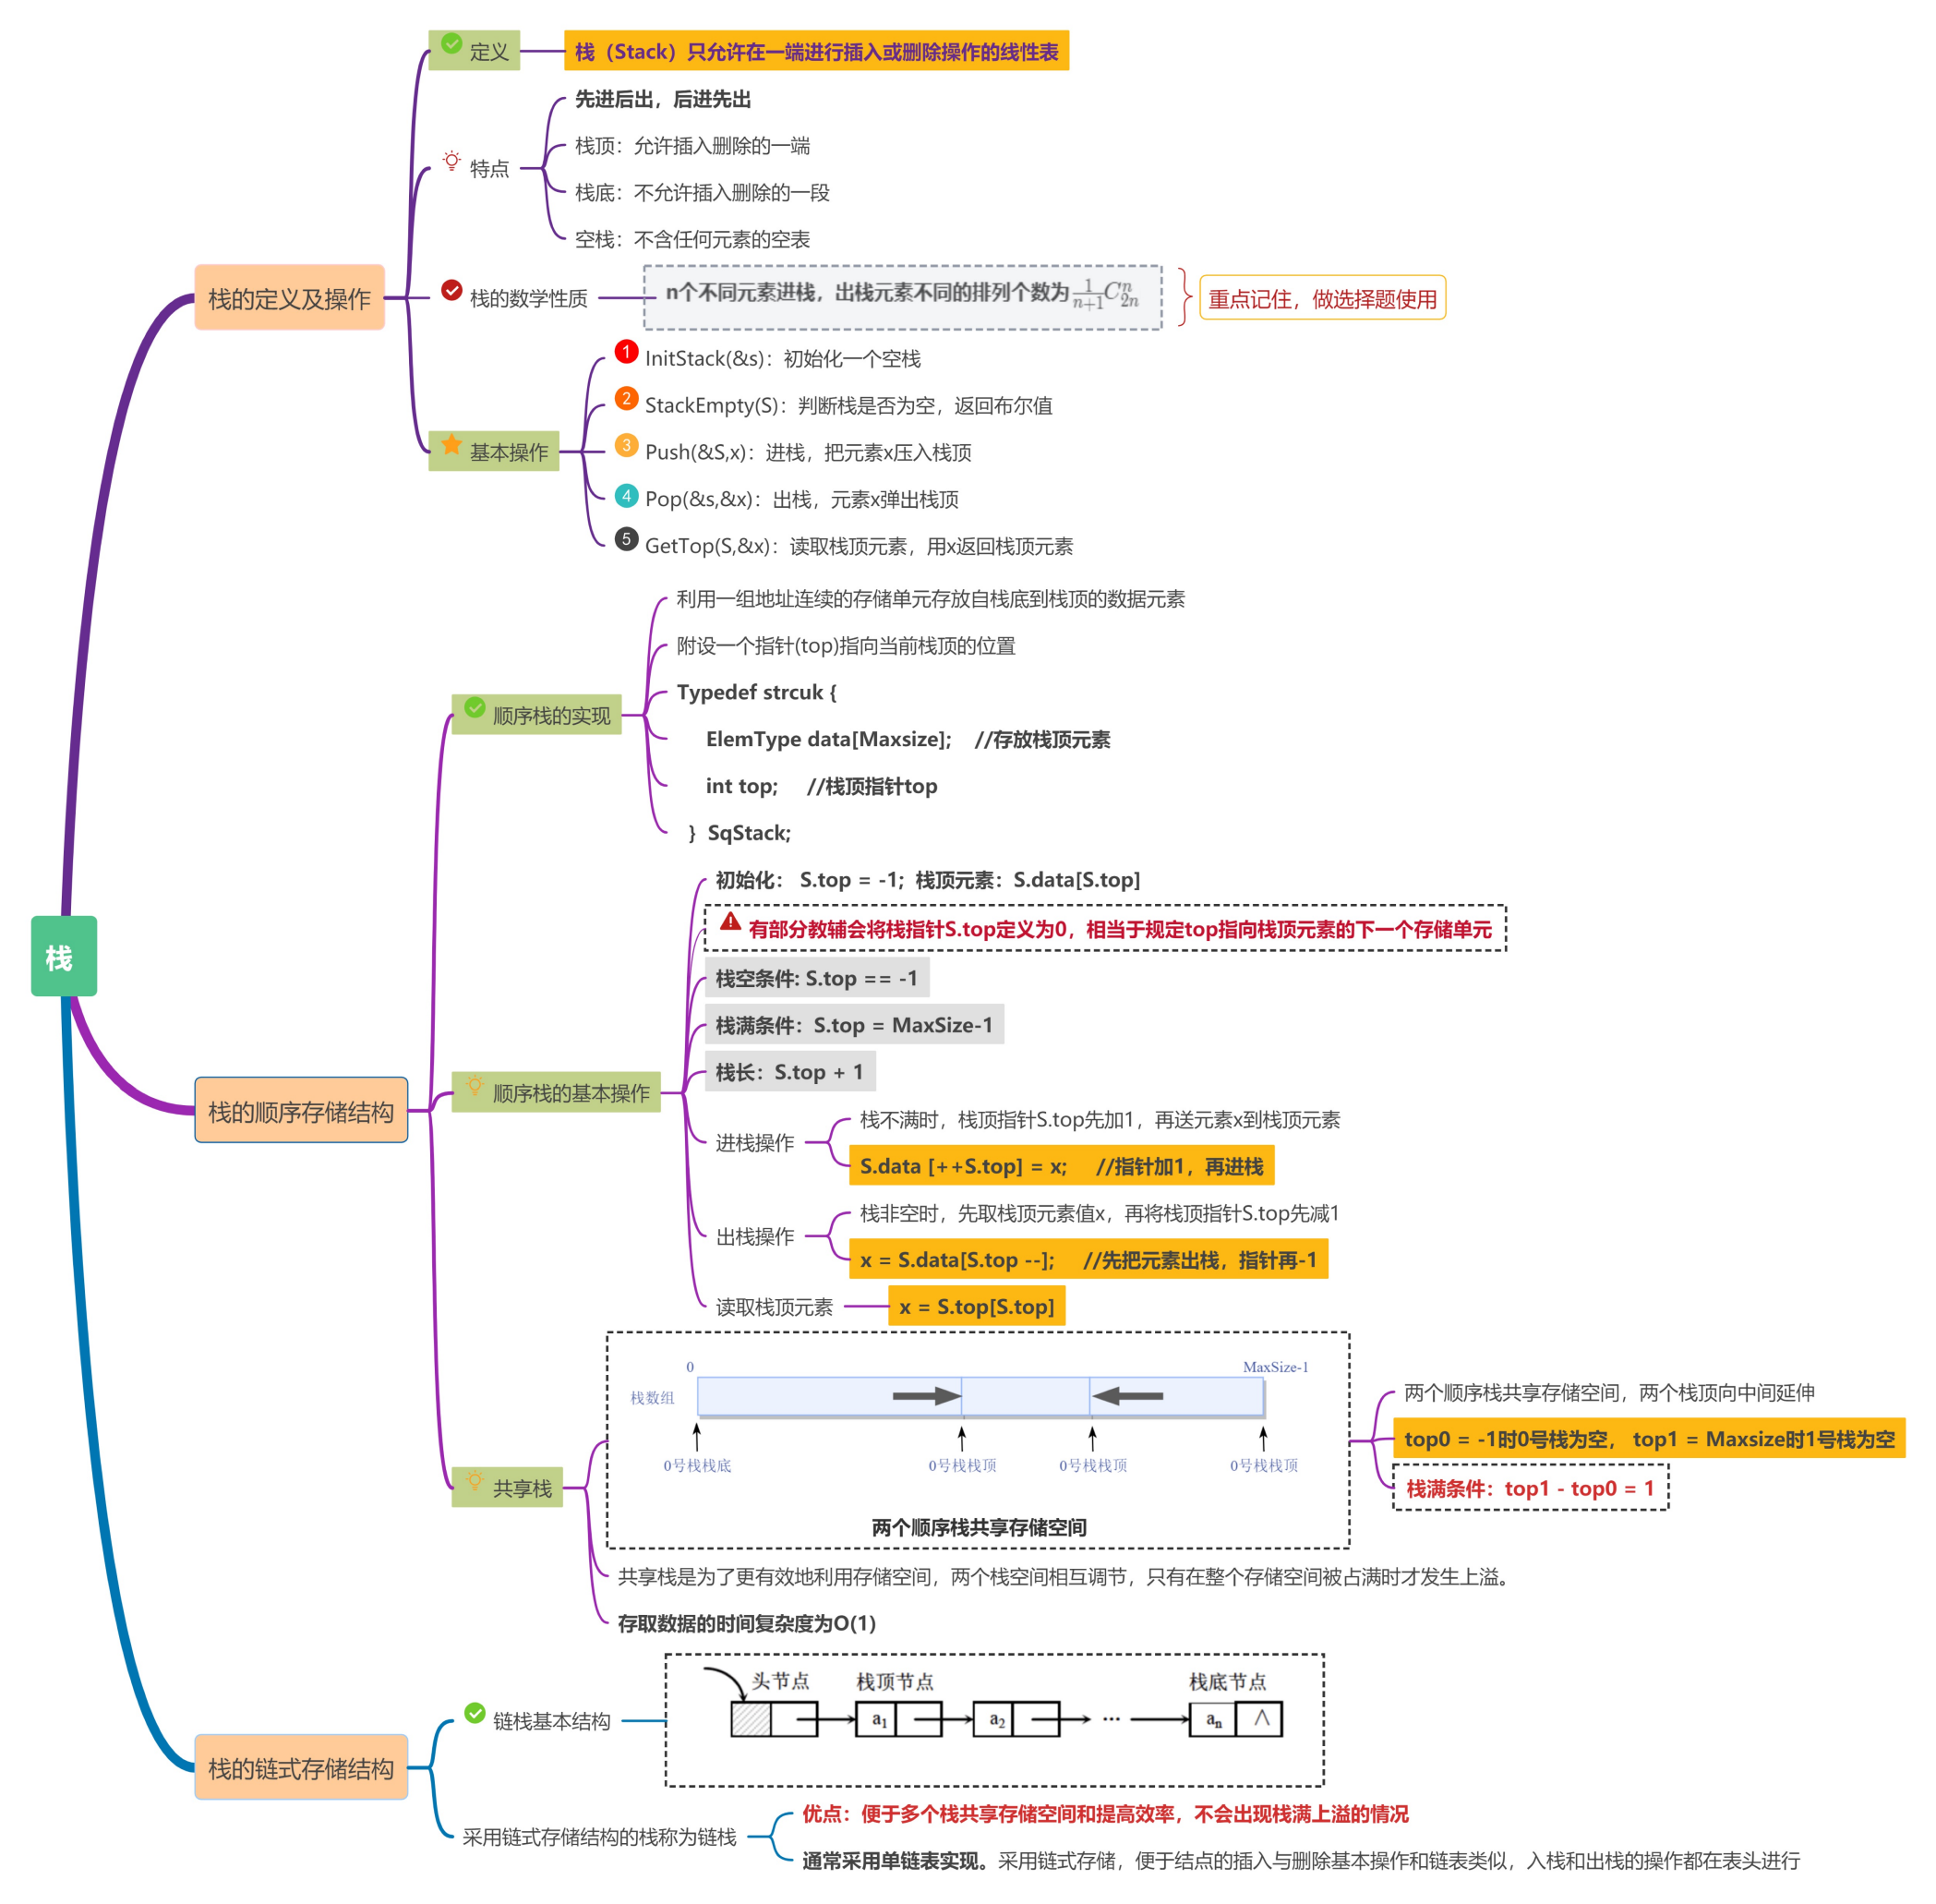 栈
栈的定义及操作
定义
栈（Stack）只允许在一端进行插入或删除操作的线性表
特点
先进后出，后进先出
栈顶：允许插入删除的一端
栈底：不允许插入删除的一段
空栈：不含任何元素的空表
栈的数学性质
n个不同元素进栈，出栈元素不同的排列个数为$\frac{1}{n+1}C_{2n}^{n}$
重点记住，做选择题使用
基本操作
1 InitStack(&s)：初始化一个空栈
2 StackEmpty(S)：判断栈是否为空，返回布尔值
3 Push(&S,x)：进栈，把元素x压入栈顶
4 Pop(&s,&x)：出栈，元素x弹出栈顶
5 GetTop(S,&x)：读取栈顶元素，用x返回栈顶元素
栈的顺序存储结构
顺序栈的实现
利用一组地址连续的存储单元存放自栈底到栈顶的数据元素
附设一个指针(top)指向当前栈顶的位置
Typedef strcuk {
ElemType data[Maxsize]; //存放栈顶元素
int top; //栈顶指针top
} SqStack;
顺序栈的基本操作
初始化： S.top = -1；栈顶元素：S.data[S.top]
有部分教辅会将栈指针S.top定义为0，相当于规定top指向栈顶元素的下一个存储单元
栈空条件: S.top == -1
栈满条件：S.top = MaxSize-1
栈长：S.top + 1
进栈操作
栈不满时，栈顶指针S.top先加1，再送元素x到栈顶元素
S.data [++S.top] = x; //指针加1，再进栈
出栈操作
栈非空时，先取栈顶元素值x，再将栈顶指针S.top先减1
x = S.data[S.top --]; //先把元素出栈，指针再-1
读取栈顶元素
x = S.top[S.top]
共享栈
0 MaxSize-1
栈数组
0号栈栈底 0号栈栈顶 0号栈栈顶 0号栈栈顶
两个顺序栈共享存储空间
两个顺序栈共享存储空间，两个栈顶向中间延伸
top0 = -1时0号栈为空， top1 = Maxsize时1号栈为空
栈满条件：top1 - top0 = 1
共享栈是为了更有效地利用存储空间，两个栈空间相互调节，只有在整个存储空间被占满时才发生上溢。
存取数据的时间复杂度为O(1)
栈的链式存储结构
链栈基本结构
头节点 栈顶节点 栈底节点
a1 a2 ··· an ∧
采用链式存储结构的栈称为链栈
优点：便于多个栈共享存储空间和提高效率，不会出现栈满上溢的情况
通常采用单链表实现。采用链式存储，便于结点的插入与删除基本操作和链表类似，入栈和出栈的操作都在表头进行